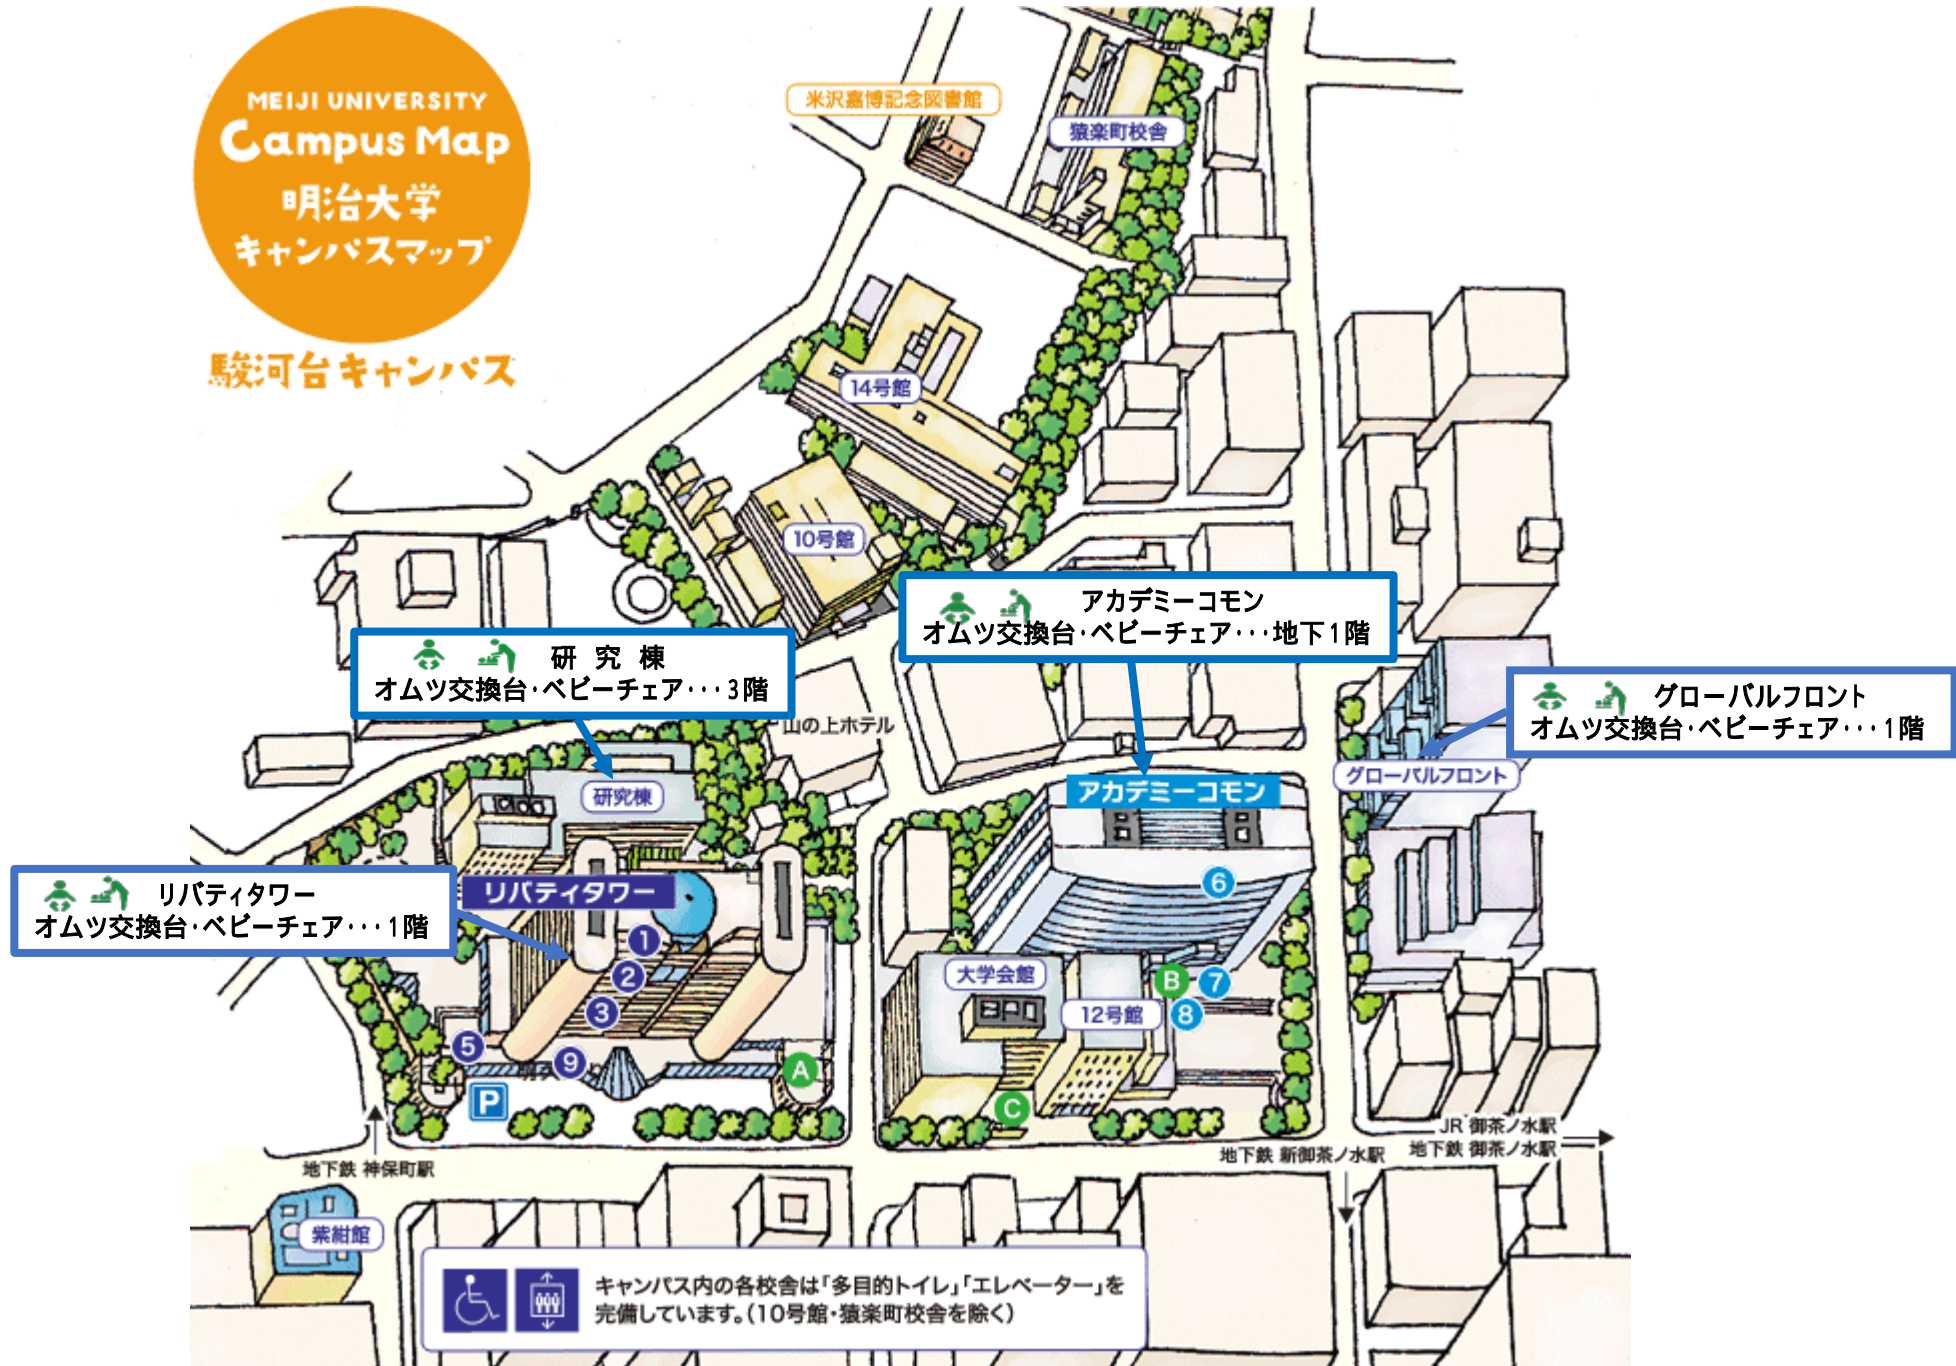 MEIJI UNIVERSITY
Campus Map
明治大学
キャンパスマップ
駿河台キャンパス
米沢嘉博記念図書館
猿楽町校舎
14号館
10号館
アカデミーコモン
オムツ交換台・ベビーチェア・・・地下1階
研 究 棟
オムツ交換台・ベビーチェア・・・3階
グローバルフロント
オムツ交換台・ベビーチェア・・・1階
山の上ホテル
グローバルフロント
研究棟
アカデミーコモン
リバティタワー
オムツ交換台・ベビーチェア・・・1階
リバティタワー
6
1
2
3
5
9
大学会館
12号館
B
7
8
A
P
C
JR 御茶ノ水駅
地下鉄 御茶ノ水駅
地下鉄 新御茶ノ水駅
地下鉄 神保町駅
紫紺館
キャンパス内の各校舎は「多目的トイレ」「エレベーター」を
完備しています。(10号館・猿楽町校舎を除く)